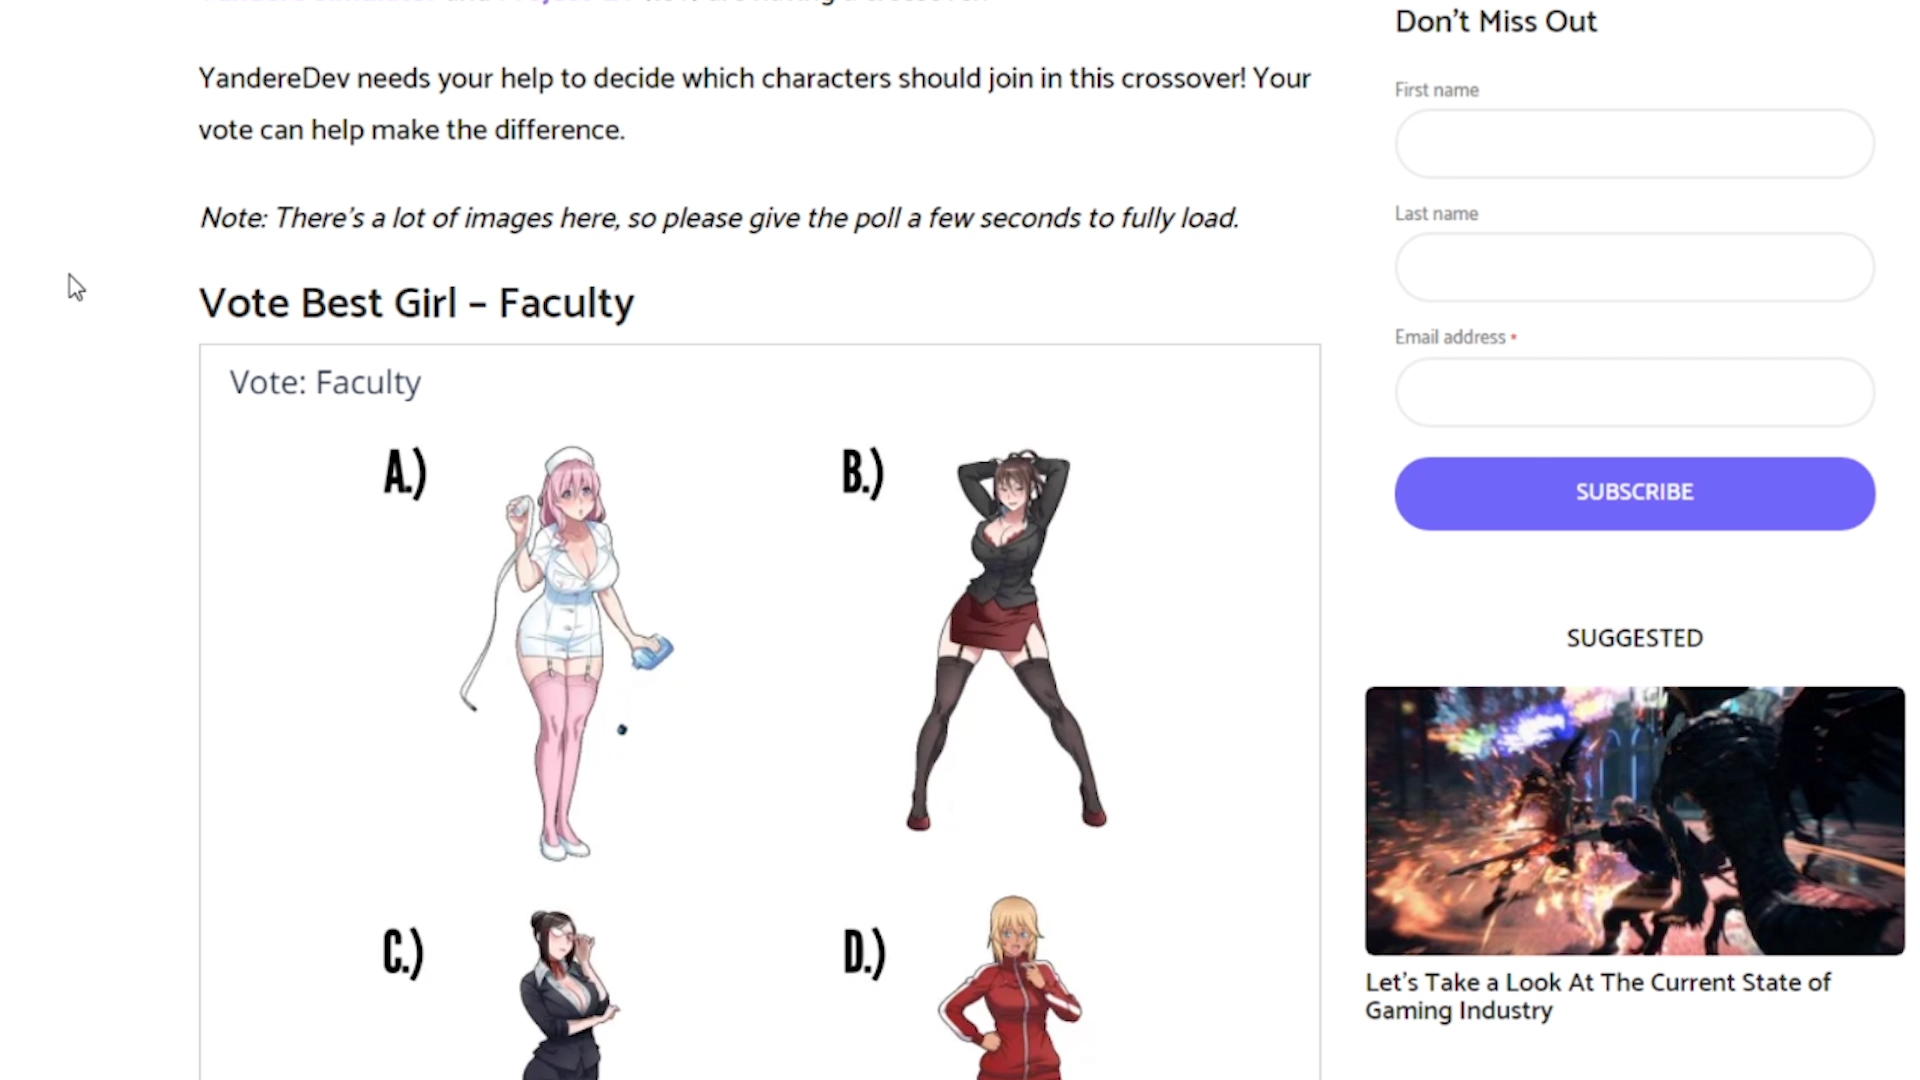 YandereDev needs your help to decide which characters should join in this crossover! Your
vote can help make the difference.
Note: There's a lot of images here, so please give the poll a few seconds to fully load.
Vote Best Girl – Faculty
Vote: Faculty
A.)
B.)
C.)
D.)
Don't Miss Out
First name
Last name
Email address *
SUBSCRIBE
SUGGESTED
Let's Take a Look At The Current State of
Gaming Industry